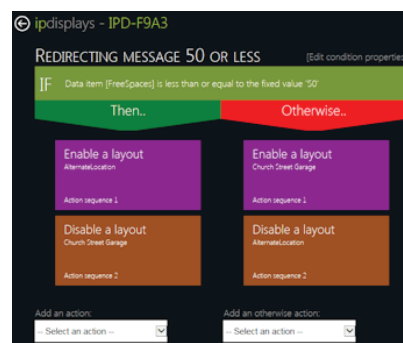 ipdisplays - IPD-F9A3
REDIRECTING MESSAGE 50 OR LESS
[Edit condition properties
IF Data item [FreeSpaces] is less than or equal to the fixed value '50'
Then..
Otherwise..
Enable a layout
AlternateLocation
Action sequence 1
Enable a layout
Church Street Garage
Action sequence 1
Disable a layout
Church Street Garage
Action sequence 2
Disable a layout
AlternateLocation
Action sequence 2
Add an action:
-- Select an action --
Add an otherwise action:
-- Select an action --